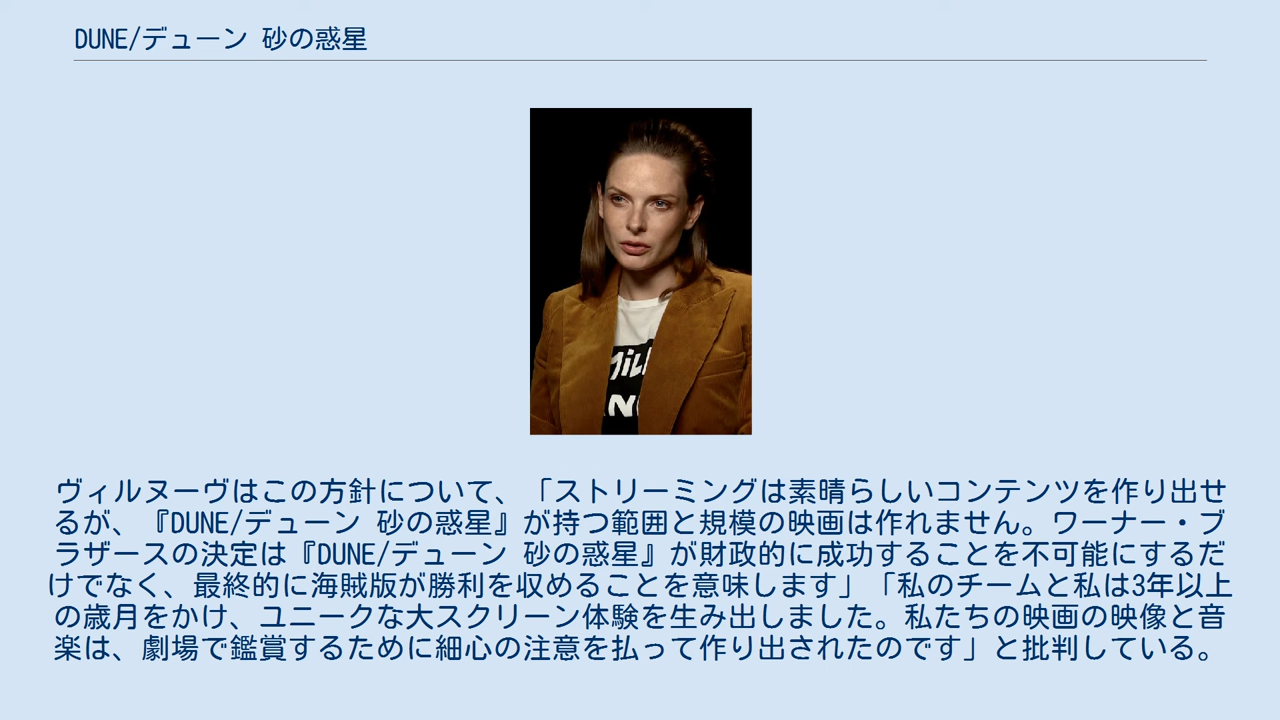 DUNE/デューン 砂の惑星
MiL
AN
ヴィルヌーヴはこの方針について、「ストリーミングは素晴らしいコンテンツを作り出せ
るが、『DUNE/デューン 砂の惑星』が持つ範囲と規模の映画は作れません。ワーナー・ブ
ラザースの決定は『DUNE/デューン 砂の惑星』が財政的に成功することを不可能にするだ
けでなく、最終的に海賊版が勝利を収めることを意味します」「私のチームと私は3年以上
の歳月をかけ、ユニークな大スクリーン体験を生み出しました。私たちの映画の映像と音
楽は、劇場で鑑賞するために細心の注意を払って作り出されたのです」と批判している。